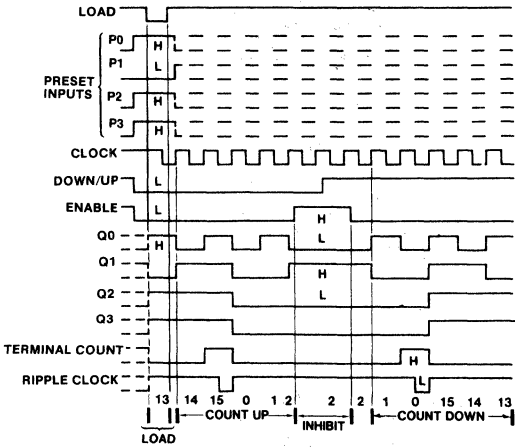 LOAD
P0 H
P1 L
PRESET
INPUTS
P2 H
P3 H
CLOCK
DOWN/UP L
ENABLE L H
Q0 H L
Q1 H
Q2 L
Q3
TERMINAL COUNT H
RIPPLE CLOCK L
13 14 15 0 1 2 2 2 1 0 15 14 13
COUNT UP COUNT DOWN
INHIBIT
LOAD